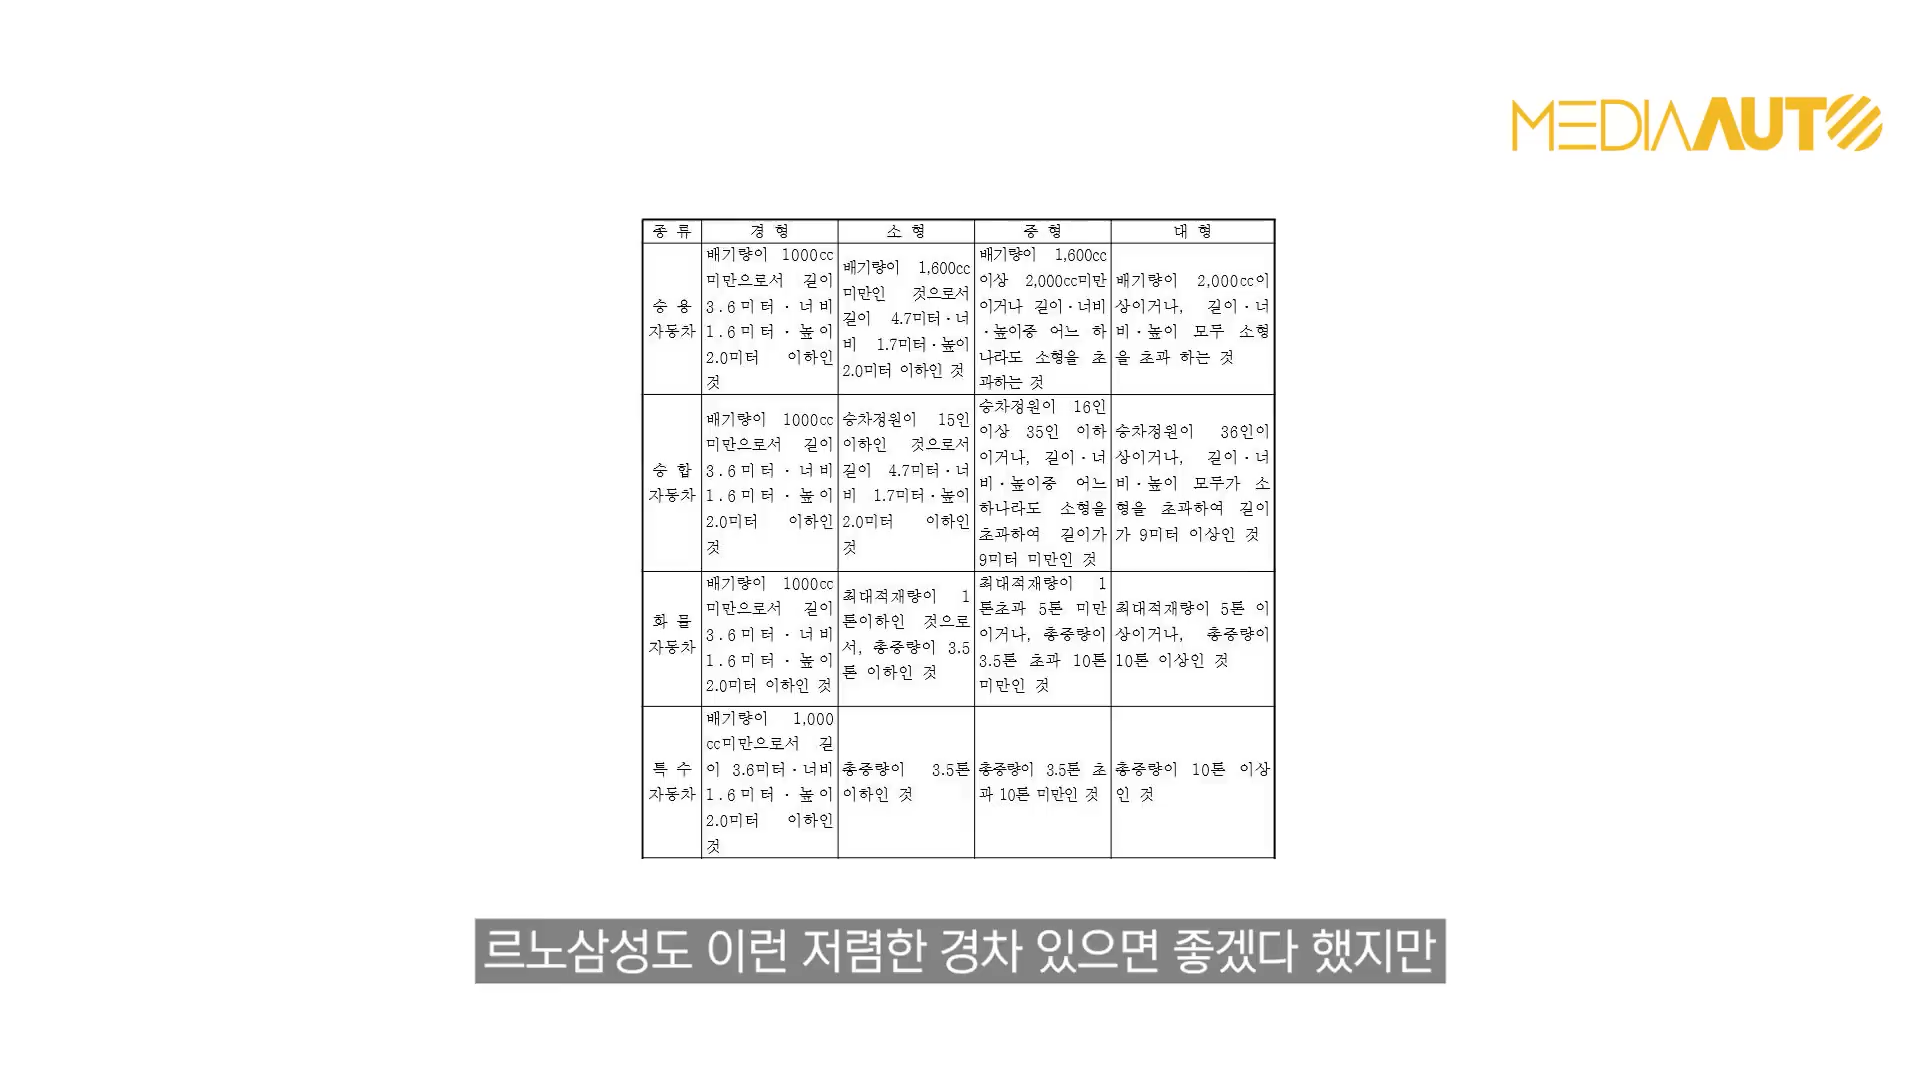 MEDIAAUTO
종 류 경 형 소 형 중 형 대 형
승 용
자동차
배기량이 1000cc
미만으로서 길이
3.6미터·너비
1.6미터·높이
2.0미터 이하인
것
배기량이 1,600cc
미만인 것으로서
길이 4.7미터·너
비 1.7미터·높이
2.0미터 이하인 것
배기량이 1,600cc
이상 2,000cc미만
이거나 길이·너비
·높이중 어느 하
나라도 소형을 초
과하는 것
배기량이 2,000cc이
상이거나, 길이·너
비·높이 모두 소형
을 초과 하는 것
승 합
자동차
배기량이 1000cc
미만으로서 길이
3.6미터·너비
1.6미터·높이
2.0미터 이하인
것
승차정원이 15인
이하인 것으로서
길이 4.7미터·너
비 1.7미터·높이
2.0미터 이하인
것
승차정원이 16인
이상 35인 이하
이거나, 길이·너
비·높이중 어느
하나라도 소형을
초과하여 길이가
9미터 미만인 것
승차정원이 36인이
상이거나, 길이·너
비·높이 모두가 소
형을 초과하여 길이
가 9미터 이상인 것
화 물
자동차
배기량이 1000cc
미만으로서 길이
3.6미터·너비
1.6미터·높이
2.0미터 이하인 것
최대적재량이 1
톤이하인 것으로
서, 총중량이 3.5
톤 이하인 것
최대적재량이 1
톤초과 5톤 미만
이거나, 총중량이
3.5톤 초과 10톤
미만인 것
최대적재량이 5톤 이
상이거나, 총중량이
10톤 이상인 것
특 수
자동차
배기량이 1,000
cc미만으로서 길
이 3.6미터·너비
1.6미터·높이
2.0미터 이하인
것
총중량이 3.5톤
이하인 것
총중량이 3.5톤 초
과 10톤 미만인 것
총중량이 10톤 이상
인 것
르노삼성도 이런 저렴한 경차 있으면 좋겠다 했지만